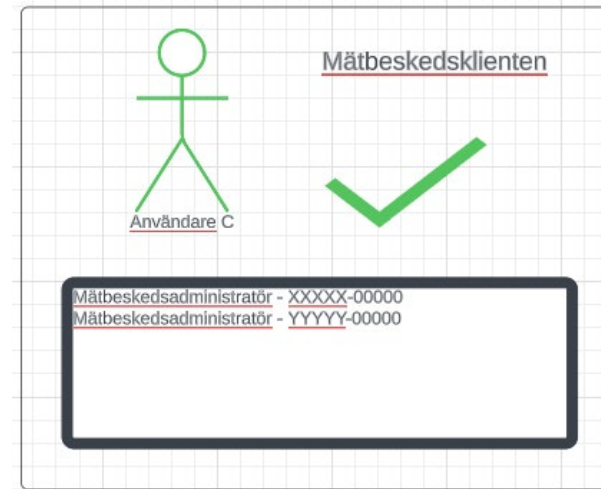 Mätbeskedsklienten
Användare C
Mätbeskedsadministratör - XXXXX-00000
Mätbeskedsadministratör - YYYYY-00000